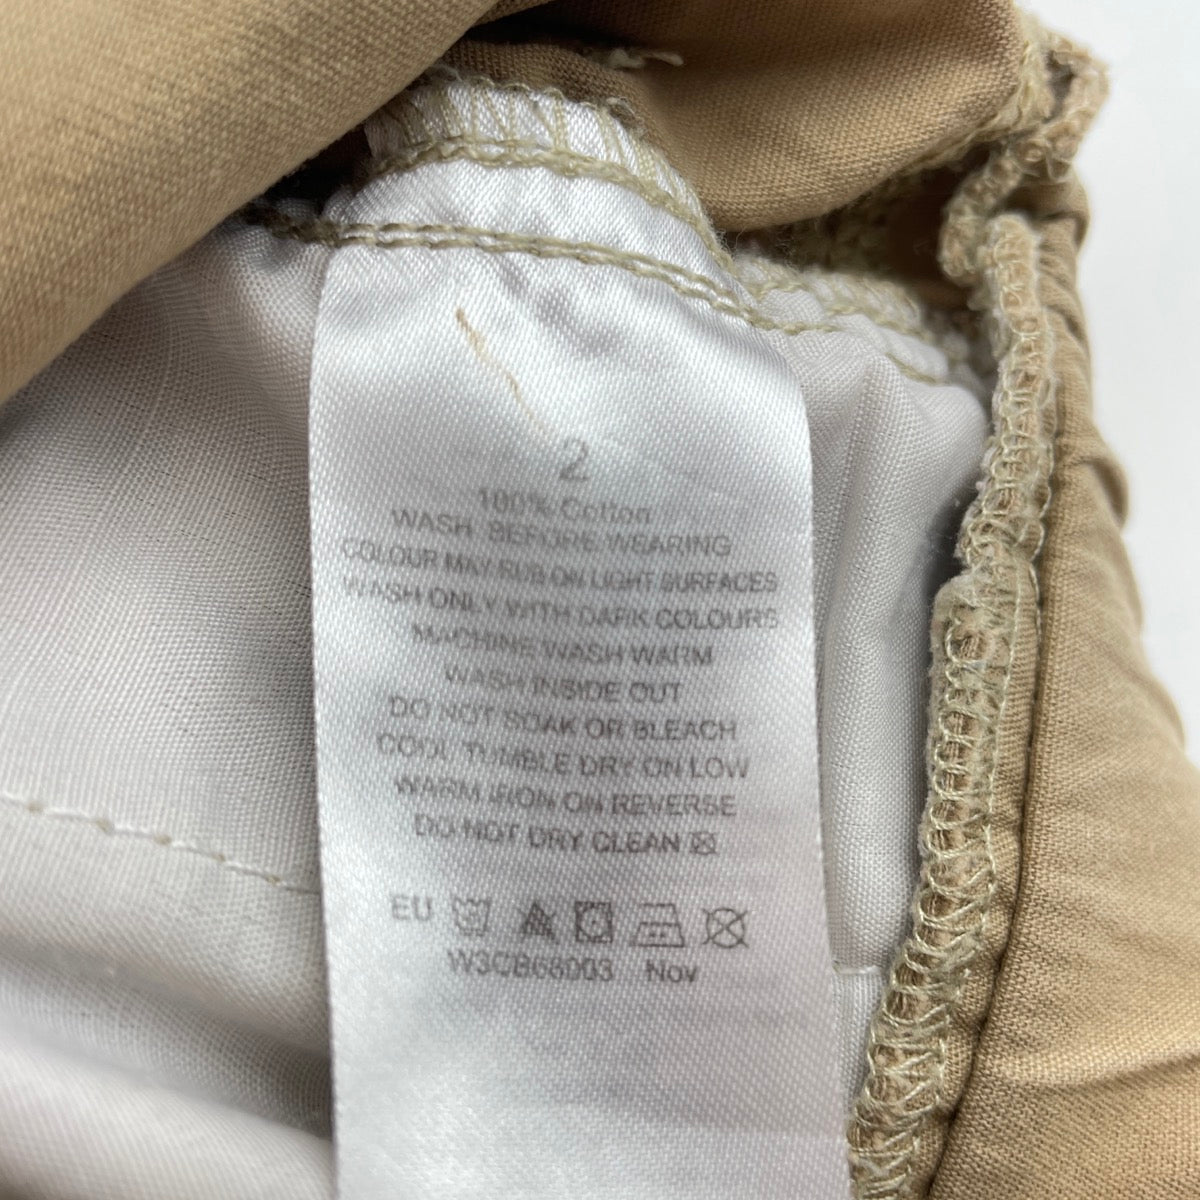 2
100% Cotton
WASH BEFORE WEARING
COLOUR MAY RUB ON LIGHT SURFACES
WASH ONLY WITH DARK COLOURS
MACHINE WASH WARM
WASH INSIDE OUT
DO NOT SOAK OR BLEACH
COOL TUMBLE DRY ON LOW
WARM IRON ON REVERSE
DO NOT DRY CLEAN
EU
W3CB68003 Nov